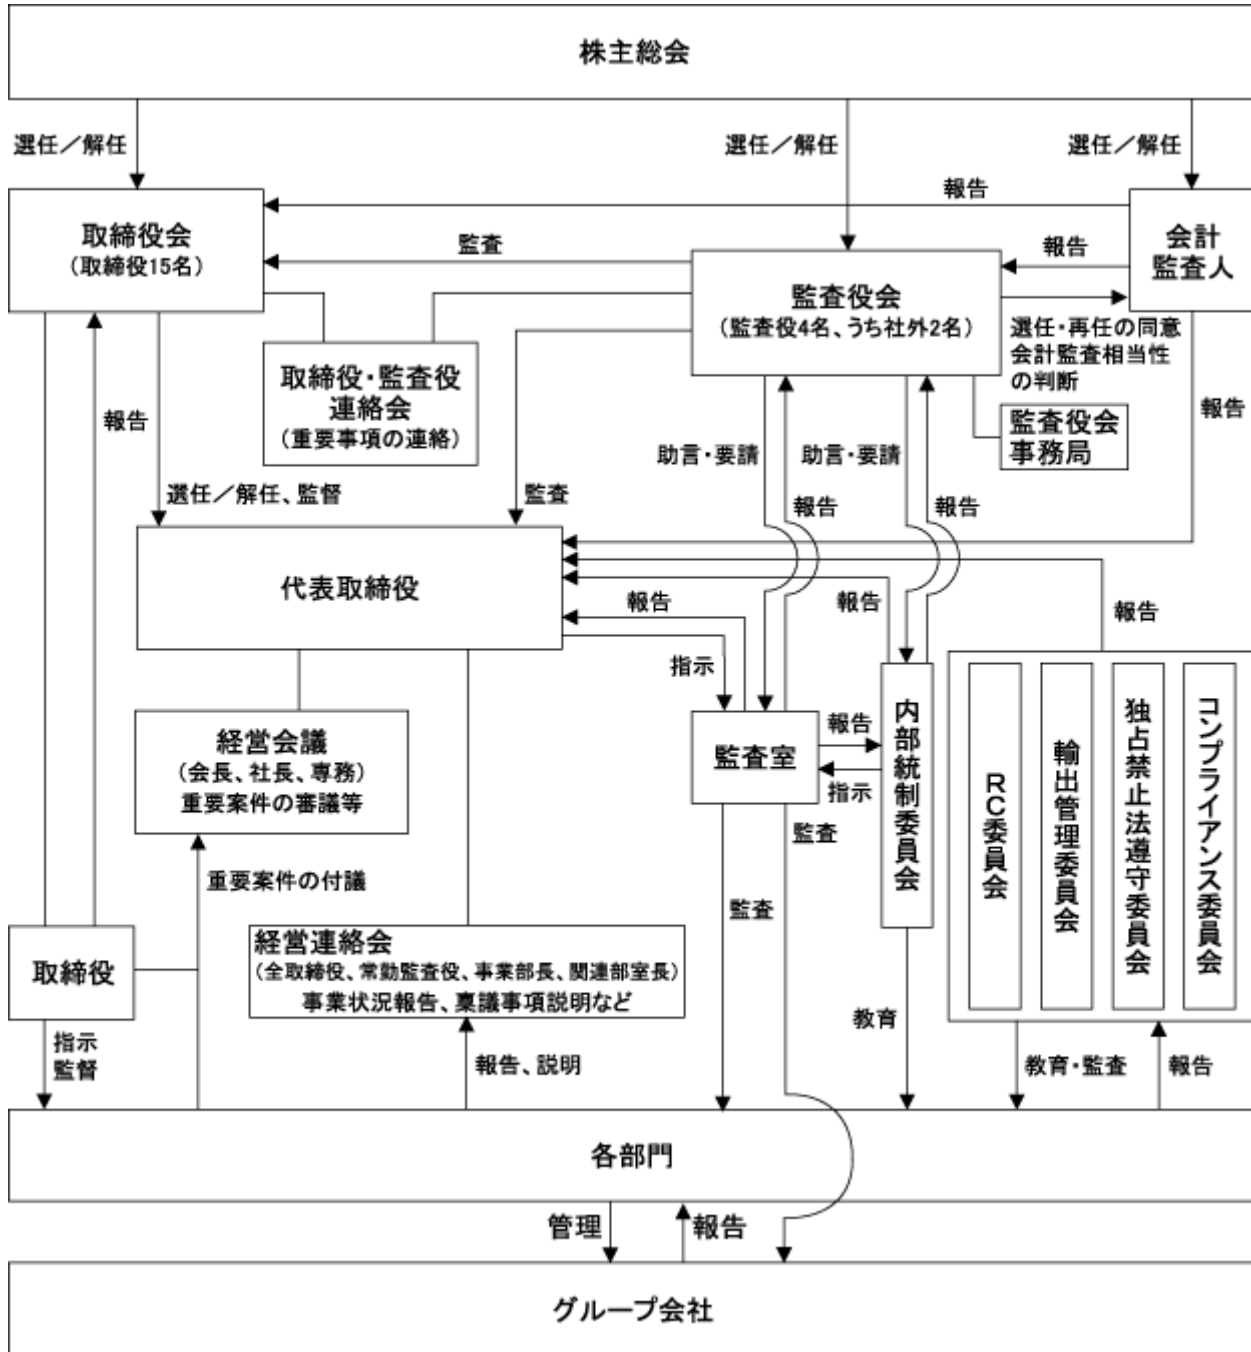 株主総会
選任／解任
選任／解任
選任／解任
報告
取締役会
（取締役15名）
会計
監査人
監査
報告
監査役会
（監査役4名、うち社外2名）
選任・再任の同意
会計監査相当性
の判断
取締役・監査役
連絡会
（重要事項の連絡）
報告
報告
監査役会
事務局
助言・要請
助言・要請
選任／解任、監督
監査
報告
報告
代表取締役
報告
報告
報告
指示
経営会議
（会長、社長、専務）
重要案件の審議等
監査室
報告
指示
内部統制委員会
RC委員会
輸出管理委員会
独占禁止法遵守委員会
コンプライアンス委員会
監査
重要案件の付議
監査
取締役
経営連絡会
（全取締役、常勤監査役、事業部長、関連部室長）
事業状況報告、稟議事項説明など
教育
指示
監督
報告、説明
教育・監査
報告
各部門
管理
報告
グループ会社